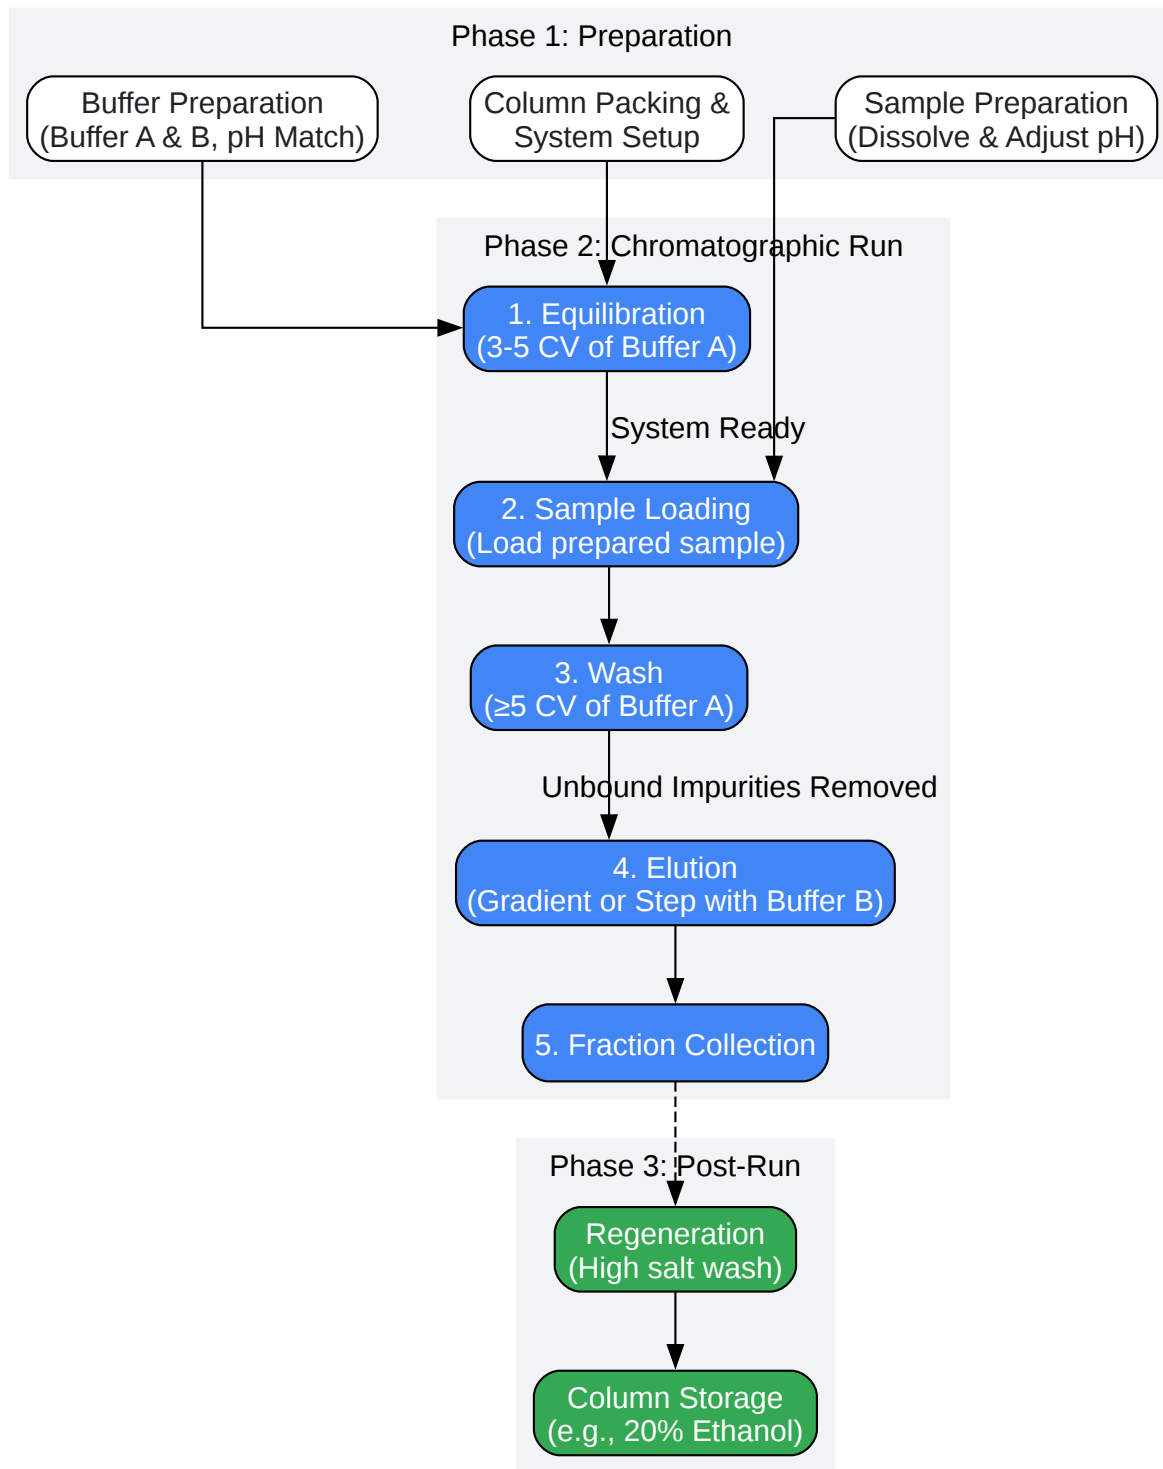 Phase 1: Preparation
Buffer Preparation
(Buffer A & B, pH Match)
Column Packing &
System Setup
Sample Preparation
(Dissolve & Adjust pH)
Phase 2: Chromatographic Run
1. Equilibration
(3-5 CV of Buffer A)
System Ready
2. Sample Loading
(Load prepared sample)
3. Wash
(≥5 CV of Buffer A)
Unbound Impurities Removed
4. Elution
(Gradient or Step with Buffer B)
5. Fraction Collection
Phase 3: Post-Run
Regeneration
(High salt wash)
Column Storage
(e.g., 20% Ethanol)